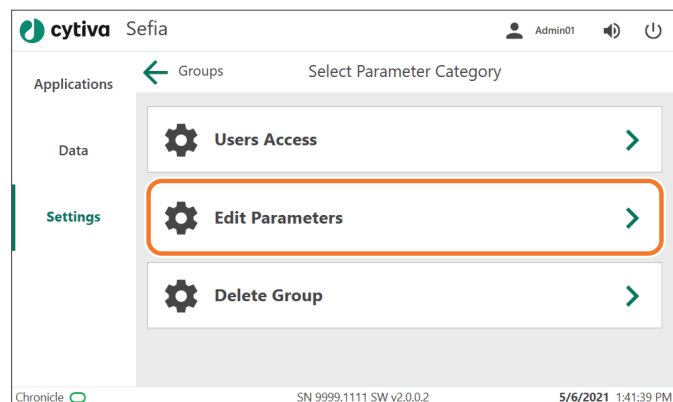 cytiva Sefia Admin01
Applications
Groups Select Parameter Category
Users Access
Data
Settings
Edit Parameters
Delete Group
Chronicle SN 9999.1111 SW v2.0.0.2 5/6/2021 1:41:39 PM